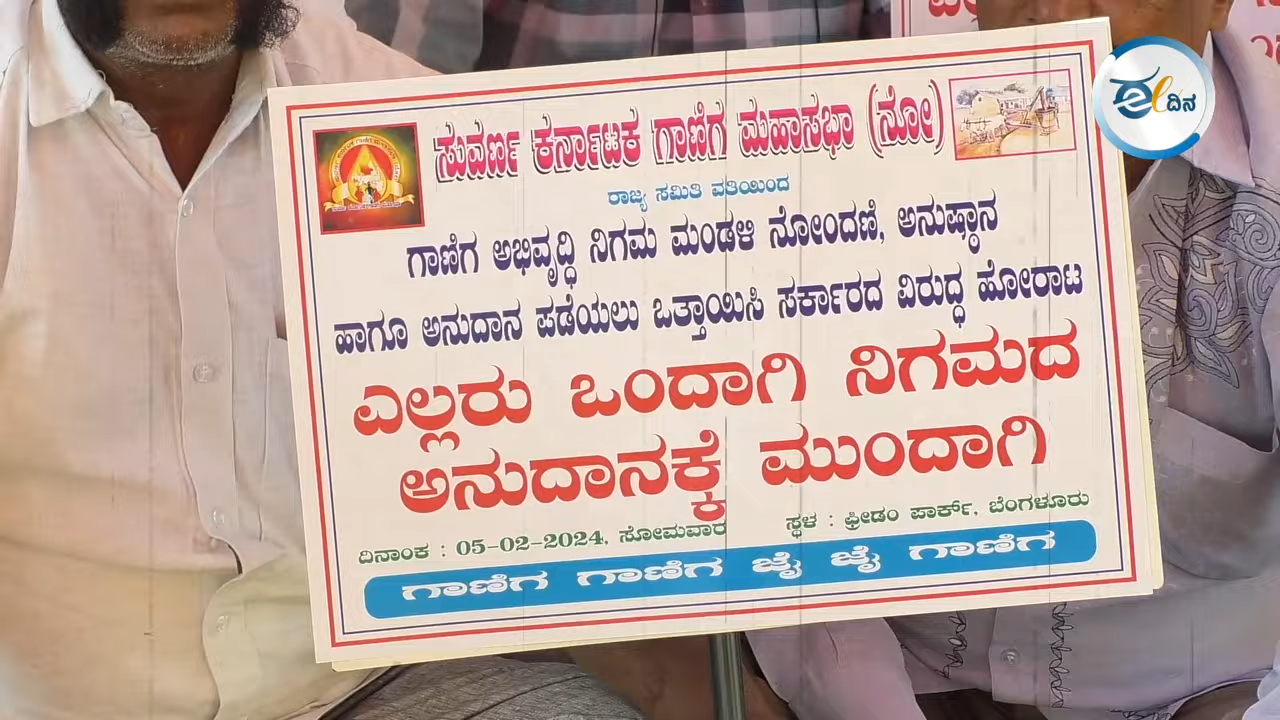 ಸುವರ್ಣ ಕರ್ನಾಟಕ ಗಾಣಿಗ ಮಹಾಸಭಾ (ನೋ)
ರಾಜ್ಯ ಸಮಿತಿ ವತಿಯಿಂದ
ಗಾಣಿಗ ಅಭಿವೃದ್ಧಿ ನಿಗಮ ಮಂಡಳಿ ನೋಂದಣಿ, ಅನುಷ್ಠಾನ
ಹಾಗೂ ಅನುದಾನ ಪಡೆಯಲು ಒತ್ತಾಯಿಸಿ ಸರ್ಕಾರದ ವಿರುದ್ಧ ಹೋರಾಟ
ಎಲ್ಲರು ಒಂದಾಗಿ ನಿಗಮದ
ಅನುದಾನಕ್ಕೆ ಮುಂದಾಗಿ
ದಿನಾಂಕ : 05-02-2024, ಸೋಮವಾರ ಸ್ಥಳ : ಫ್ರೀಡಂ ಪಾರ್ಕ್, ಬೆಂಗಳೂರು
ಗಾಣಿಗ ಗಾಣಿಗ ಜೈ ಜೈ ಗಾಣಿಗ
ಈದಿನ